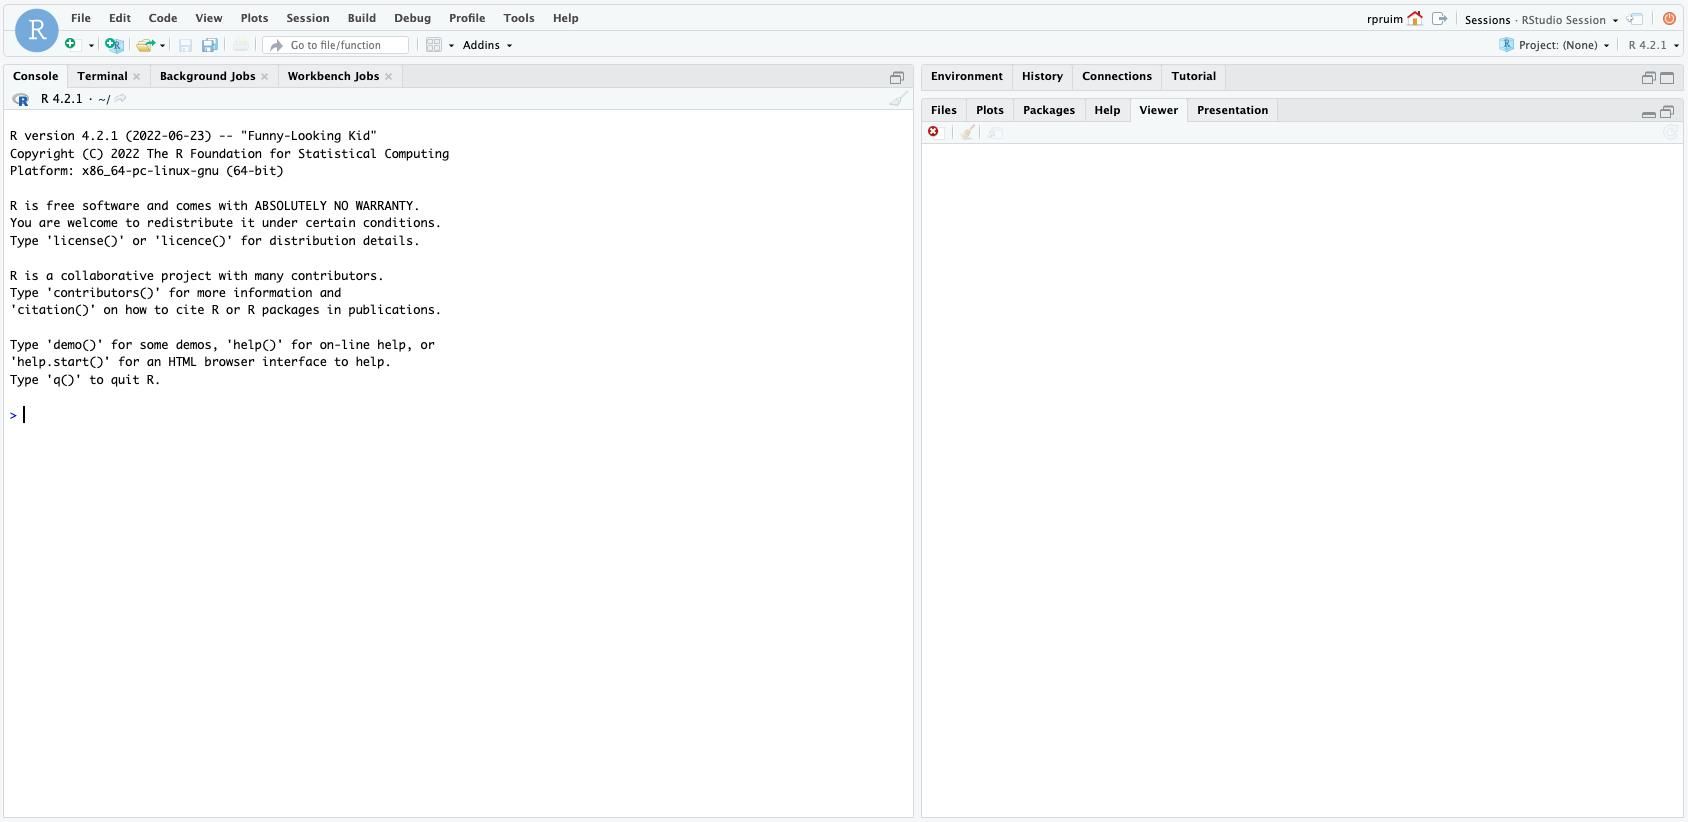 R
File Edit Code View Plots Session Build Debug Profile Tools Help
rpruim
Sessions · RStudio Session
R
Go to file/function
Addins
R Project: (None)
R 4.2.1
Console Terminal Background Jobs Workbench Jobs
R R 4.2.1 · ~/
R version 4.2.1 (2022-06-23) -- "Funny-Looking Kid"
Copyright (C) 2022 The R Foundation for Statistical Computing
Platform: x86_64-pc-linux-gnu (64-bit)
R is free software and comes with ABSOLUTELY NO WARRANTY.
You are welcome to redistribute it under certain conditions.
Type 'license()' or 'licence()' for distribution details.
R is a collaborative project with many contributors.
Type 'contributors()' for more information and
'citation()' on how to cite R or R packages in publications.
Type 'demo()' for some demos, 'help()' for on-line help, or
'help.start()' for an HTML browser interface to help.
Type 'q()' to quit R.
>
Environment History Connections Tutorial
Files Plots Packages Help Viewer Presentation